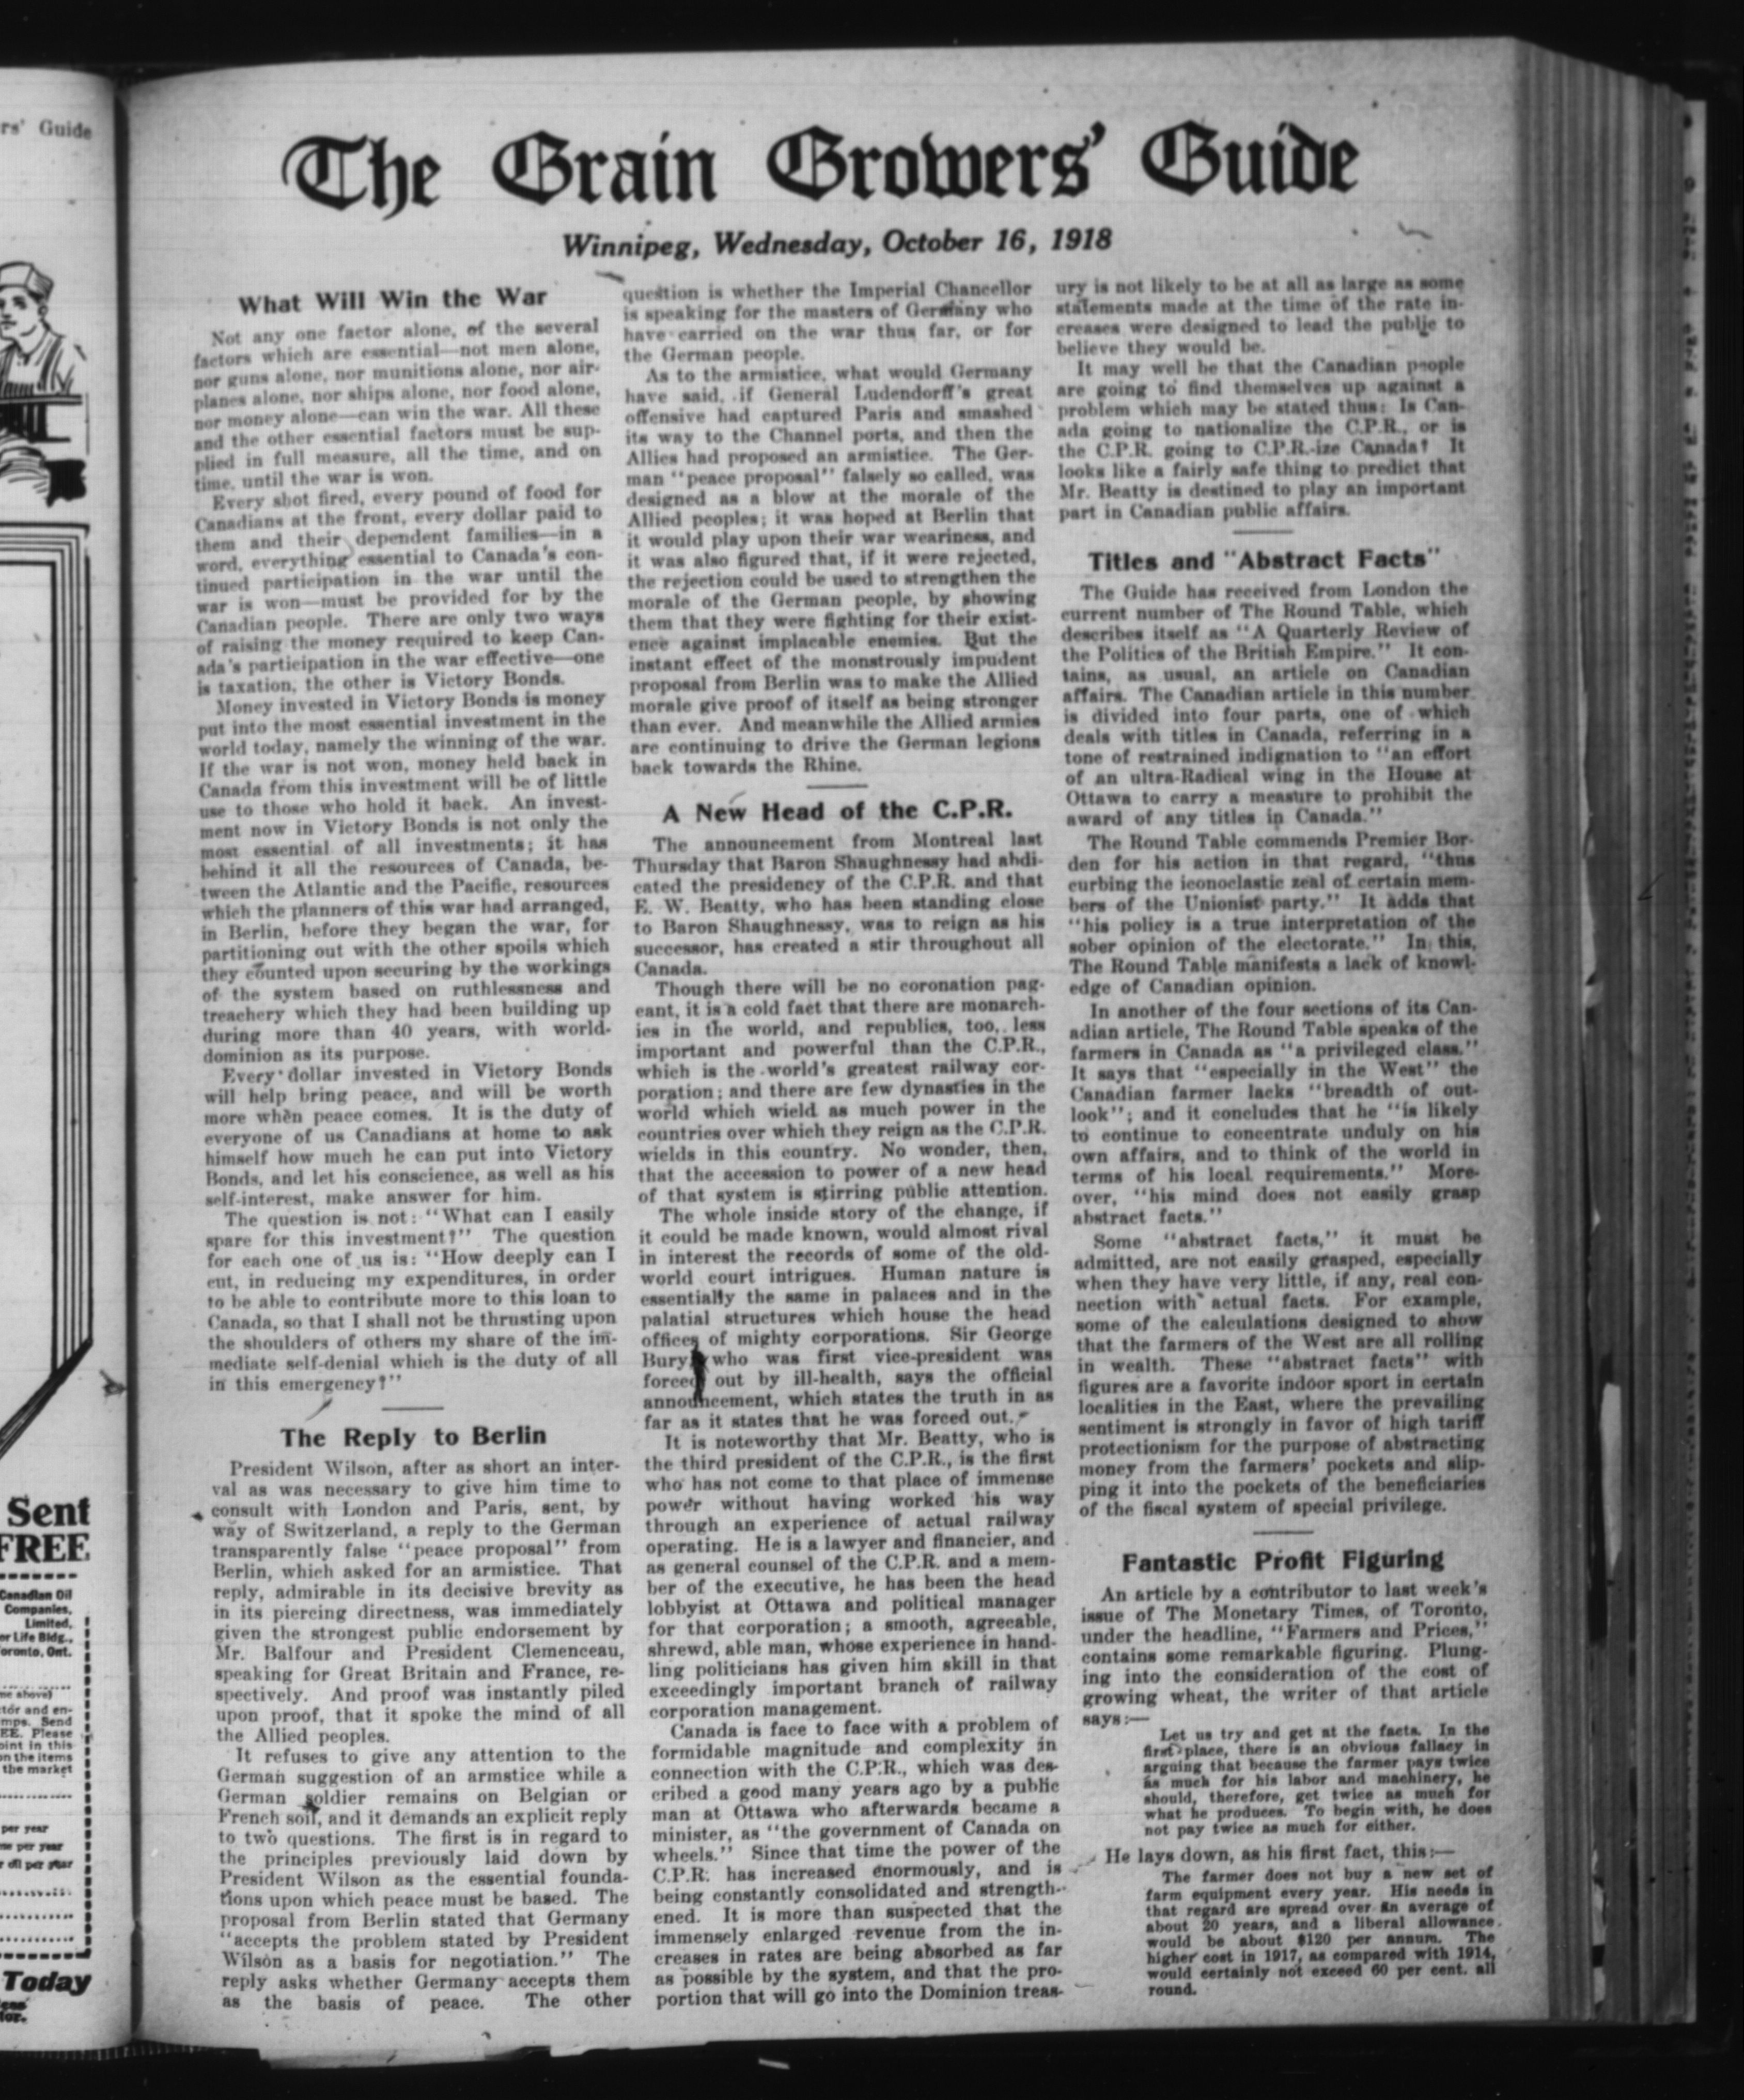 rs' Guide
The Grain Growers' Guide
Winnipeg, Wednesday, October 16, 1918
What Will Win the War
Not any one factor alone, of the several
factors which are essential—not men alone,
nor guns alone, nor munitions alone, nor air-
planes alone, nor ships alone, nor food alone,
nor money alone—can win the war. All these
and the other essential factors must be sup-
plied in full measure, all the time, and on
time, until the war is won.
Every shot fired, every pound of food for
Canadians at the front, every dollar paid to
them and their dependent families—in a
word, everything essential to Canada's con-
tinued participation in the war until the
war is won—must be provided for by the
Canadian people. There are only two ways
of raising the money required to keep Can-
ada's participation in the war effective—one
is taxation, the other is Victory Bonds.
Money invested in Victory Bonds is money
put into the most essential investment in the
world today, namely the winning of the war.
If the war is not won, money held back in
Canada from this investment will be of little
use to those who hold it back. An invest-
ment now in Victory Bonds is not only the
most essential of all investments; it has
behind it all the resources of Canada, be-
tween the Atlantic and the Pacific, resources
which the planners of this war had arranged,
in Berlin, before they began the war, for
partitioning out with the other spoils which
they counted upon securing by the workings
of the system based on ruthlessness and
treachery which they had been building up
during more than 40 years, with world-
dominion as its purpose.
Every dollar invested in Victory Bonds
will help bring peace, and will be worth
more when peace comes. It is the duty of
everyone of us Canadians at home to ask
himself how much he can put into Victory
Bonds, and let his conscience, as well as his
self-interest, make answer for him.
The question is not: "What can I easily
spare for this investment?" The question
for each one of us is: "How deeply can I
cut, in reducing my expenditures, in order
to be able to contribute more to this loan to
Canada, so that I shall not be thrusting upon
the shoulders of others my share of the im-
mediate self-denial which is the duty of all
in this emergency?"
The Reply to Berlin
President Wilson, after as short an inter-
val as was necessary to give him time to
consult with London and Paris, sent, by
way of Switzerland, a reply to the German
transparently false "peace proposal" from
Berlin, which asked for an armistice. That
reply, admirable in its decisive brevity as
in its piercing directness, was immediately
given the strongest public endorsement by
Mr. Balfour and President Clemenceau,
speaking for Great Britain and France, re-
spectively. And proof was instantly piled
upon proof, that it spoke the mind of all
the Allied peoples.
It refuses to give any attention to the
German suggestion of an armstice while a
German soldier remains on Belgian or
French soil, and it demands an explicit reply
to two questions. The first is in regard to
the principles previously laid down by
President Wilson as the essential founda-
tions upon which peace must be based. The
proposal from Berlin stated that Germany
"accepts the problem stated by President
Wilson as a basis for negotiation." The
reply asks whether Germany accepts them
as the basis of peace. The other
question is whether the Imperial Chancellor
is speaking for the masters of Germany who
have carried on the war thus far, or for
the German people.
As to the armistice, what would Germany
have said, if General Ludendorff's great
offensive had captured Paris and smashed
its way to the Channel ports, and then the
Allies had proposed an armistice. The Ger-
man "peace proposal" falsely so called, was
designed as a blow at the morale of the
Allied peoples; it was hoped at Berlin that
it would play upon their war weariness, and
it was also figured that, if it were rejected,
the rejection could be used to strengthen the
morale of the German people, by showing
them that they were fighting for their exist-
ence against implacable enemies. But the
instant effect of the monstrously impudent
proposal from Berlin was to make the Allied
morale give proof of itself as being stronger
than ever. And meanwhile the Allied armies
are continuing to drive the German legions
back towards the Rhine.
A New Head of the C.P.R.
The announcement from Montreal last
Thursday that Baron Shaughnessy had abdi-
cated the presidency of the C.P.R. and that
E. W. Beatty, who has been standing close
to Baron Shaughnessy, was to reign as his
successor, has created a stir throughout all
Canada.
Though there will be no coronation pag-
eant, it is a cold fact that there are monarch-
ies in the world, and republics, too, less
important and powerful than the C.P.R.,
which is the world's greatest railway cor-
poration; and there are few dynasties in the
world which wield as much power in the
countries over which they reign as the C.P.R.
wields in this country. No wonder, then,
that the accession to power of a new head
of that system is stirring public attention.
The whole inside story of the change, if
it could be made known, would almost rival
in interest the records of some of the old-
world court intrigues. Human nature is
essentially the same in palaces and in the
palatial structures which house the head
offices of mighty corporations. Sir George
Bury who was first vice-president was
forced out by ill-health, says the official
announcement, which states the truth in as
far as it states that he was forced out.
It is noteworthy that Mr. Beatty, who is
the third president of the C.P.R., is the first
who has not come to that place of immense
power without having worked his way
through an experience of actual railway
operating. He is a lawyer and financier, and
as general counsel of the C.P.R. and a mem-
ber of the executive, he has been the head
lobbyist at Ottawa and political manager
for that corporation; a smooth, agreeable,
shrewd, able man, whose experience in hand-
ling politicians has given him skill in that
exceedingly important branch of railway
corporation management.
Canada is face to face with a problem of
formidable magnitude and complexity in
connection with the C.P.R., which was des-
cribed a good many years ago by a public
man at Ottawa who afterwards became a
minister, as "the government of Canada on
wheels." Since that time the power of the
C.P.R. has increased enormously, and is
being constantly consolidated and strength-
ened. It is more than suspected that the
immensely enlarged revenue from the in-
creases in rates are being absorbed as far
as possible by the system, and that the pro-
portion that will go into the Dominion treas-
ury is not likely to be at all as large as some
statements made at the time of the rate in-
creases were designed to lead the public to
believe they would be.
It may well be that the Canadian people
are going to find themselves up against a
problem which may be stated thus: Is Can-
ada going to nationalize the C.P.R., or is
the C.P.R. going to C.P.R.-ize Canada? It
looks like a fairly safe thing to predict that
Mr. Beatty is destined to play an important
part in Canadian public affairs.
Titles and "Abstract Facts"
The Guide has received from London the
current number of The Round Table, which
describes itself as "A Quarterly Review of
the Politics of the British Empire." It con-
tains, as usual, an article on Canadian
affairs. The Canadian article in this number
is divided into four parts, one of which
deals with titles in Canada, referring in a
tone of restrained indignation to "an effort
of an ultra-Radical wing in the House at
Ottawa to carry a measure to prohibit the
award of any titles in Canada."
The Round Table commends Premier Bor-
den for his action in that regard, "thus
curbing the iconoclastic zeal of certain mem-
bers of the Unionist party." It adds that
"his policy is a true interpretation of the
sober opinion of the electorate." In this,
The Round Table manifests a lack of knowl-
edge of Canadian opinion.
In another of the four sections of its Can-
adian article, The Round Table speaks of the
farmers in Canada as "a privileged class."
It says that "especially in the West" the
Canadian farmer lacks "breadth of out-
look"; and it concludes that he "is likely
to continue to concentrate unduly on his
own affairs, and to think of the world in
terms of his local requirements." More-
over, "his mind does not easily grasp
abstract facts."
Some "abstract facts," it must be
admitted, are not easily grasped, especially
when they have very little, if any, real con-
nection with actual facts. For example,
some of the calculations designed to show
that the farmers of the West are all rolling
in wealth. These "abstract facts" with
figures are a favorite indoor sport in certain
localities in the East, where the prevailing
sentiment is strongly in favor of high tariff
protectionism for the purpose of abstracting
money from the farmers' pockets and slip-
ping it into the pockets of the beneficiaries
of the fiscal system of special privilege.
Fantastic Profit Figuring
An article by a contributor to last week's
issue of The Monetary Times, of Toronto,
under the headline, "Farmers and Prices,"
contains some remarkable figuring. Plung-
ing into the consideration of the cost of
growing wheat, the writer of that article
says:—
Let us try and get at the facts. In the
first place, there is an obvious fallacy in
arguing that because the farmer pays twice
as much for his labor and machinery, he
should, therefore, get twice as much for
what he produces. To begin with, he does
not pay twice as much for either.
He lays down, as his first fact, this:—
The farmer does not buy a new set of
farm equipment every year. His needs in
that regard are spread over an average of
about 20 years, and a liberal allowance
would be about $120 per annum. The
higher cost in 1917, as compared with 1914,
would certainly not exceed 60 per cent. all
round.
Sent
FREE
Canadian Oil
Companies,
Limited,
er Life Bldg.,
oronto, Ont.
me above)
tor and en-
mps. Send
EE. Please
oint in this
on the items
the market
per year
me per year
r oil per year
Today